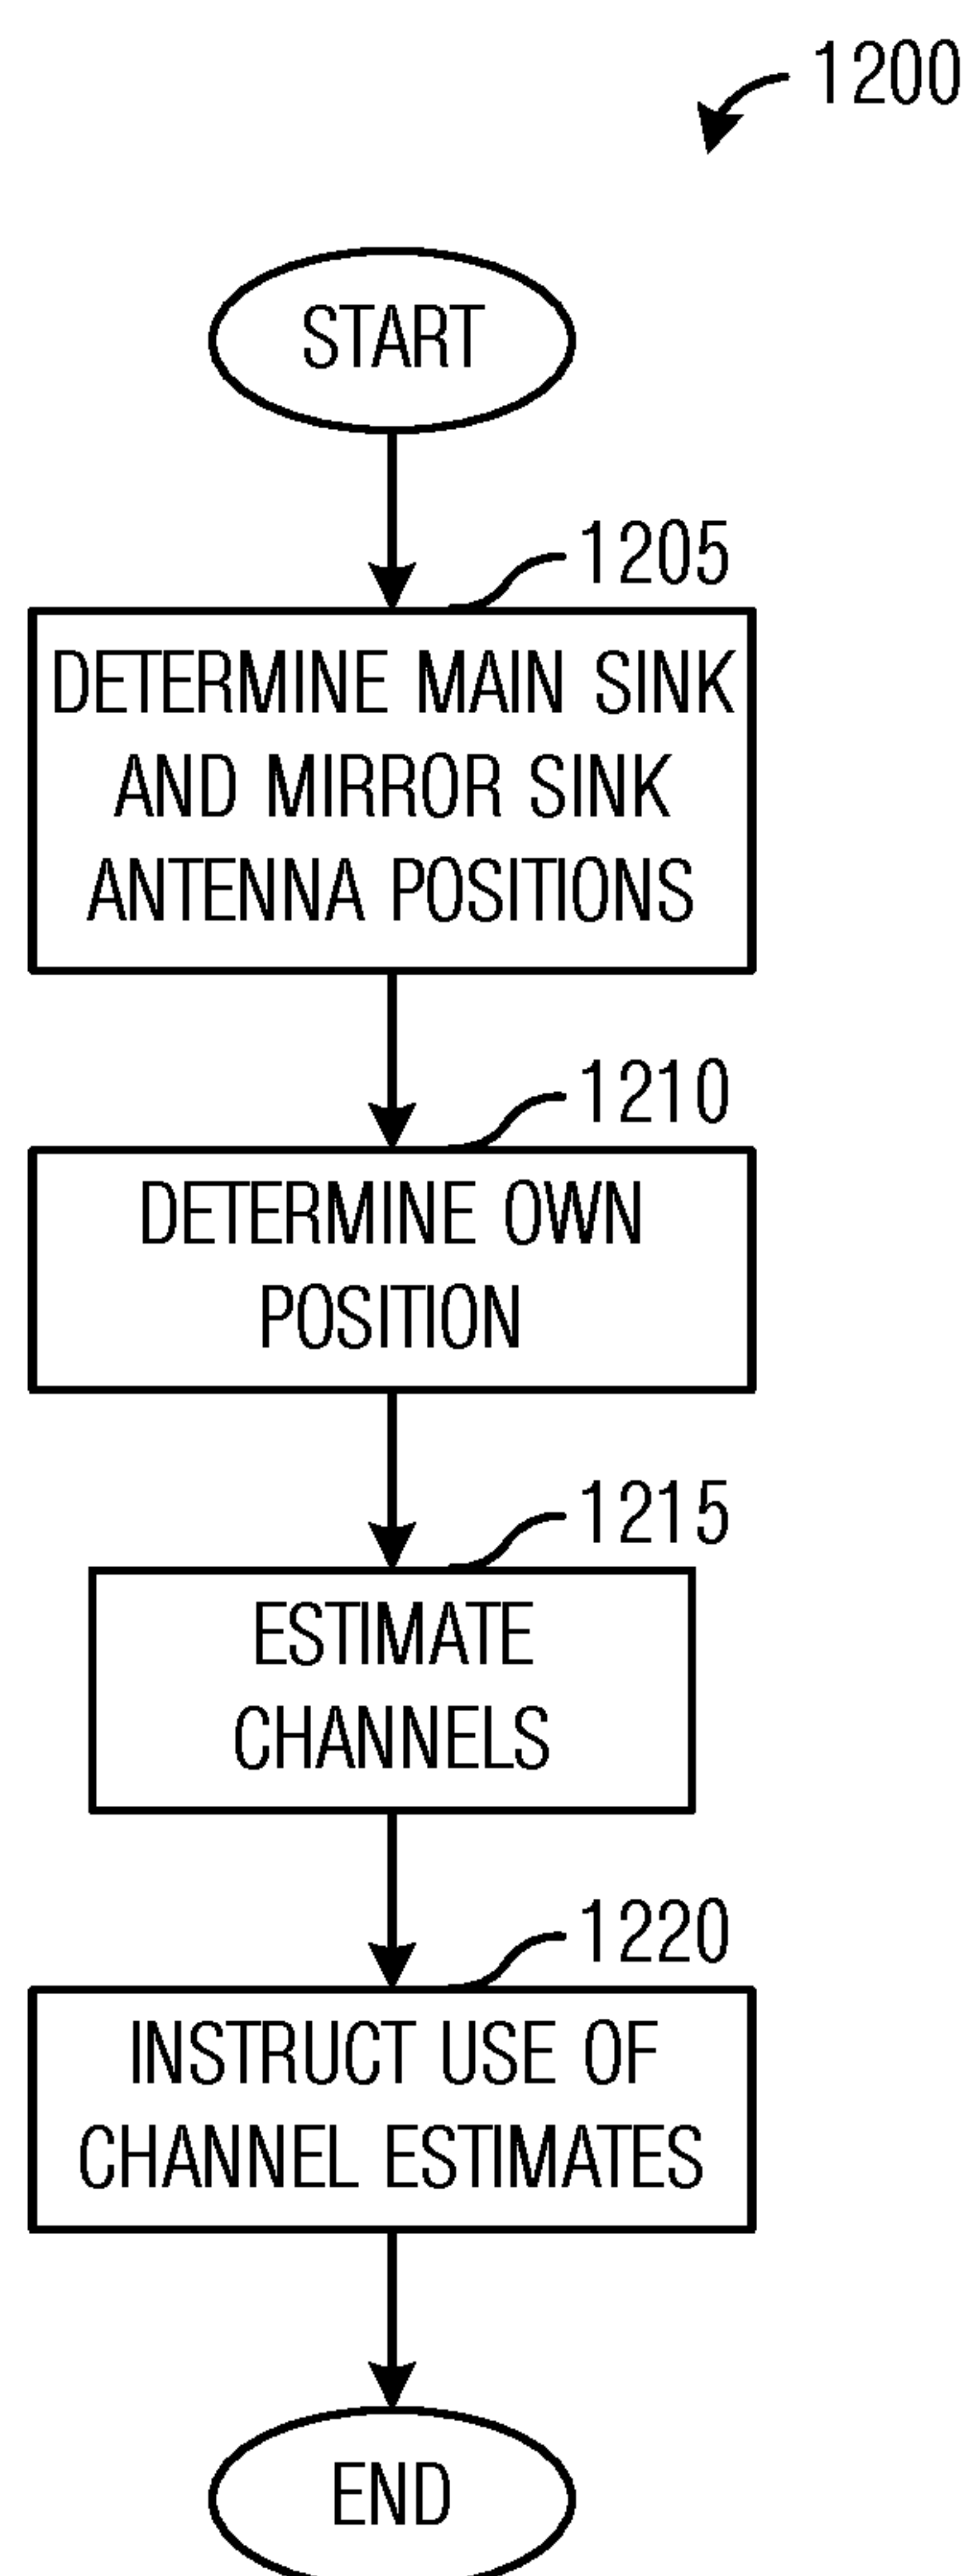 1200
START
1205
DETERMINE MAIN SINK
AND MIRROR SINK
ANTENNA POSITIONS
1210
DETERMINE OWN
POSITION
1215
ESTIMATE
CHANNELS
1220
INSTRUCT USE OF
CHANNEL ESTIMATES
END